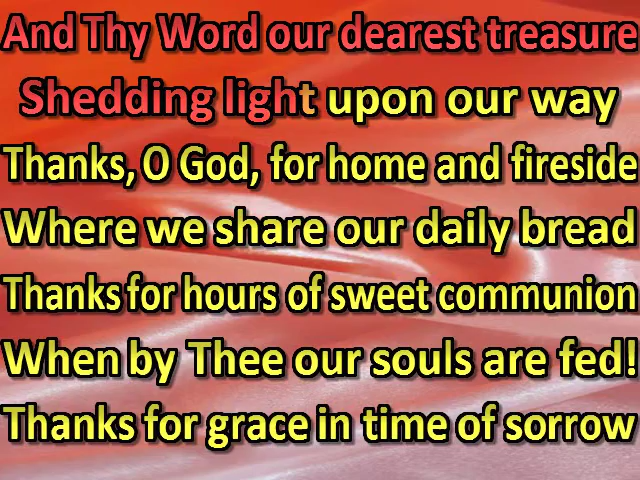 And Thy Word our dearest treasure
Shedding light upon our way
Thanks, O God, for home and fireside
Where we share our daily bread
Thanks for hours of sweet communion
When by Thee our souls are fed!
Thanks for grace in time of sorrow